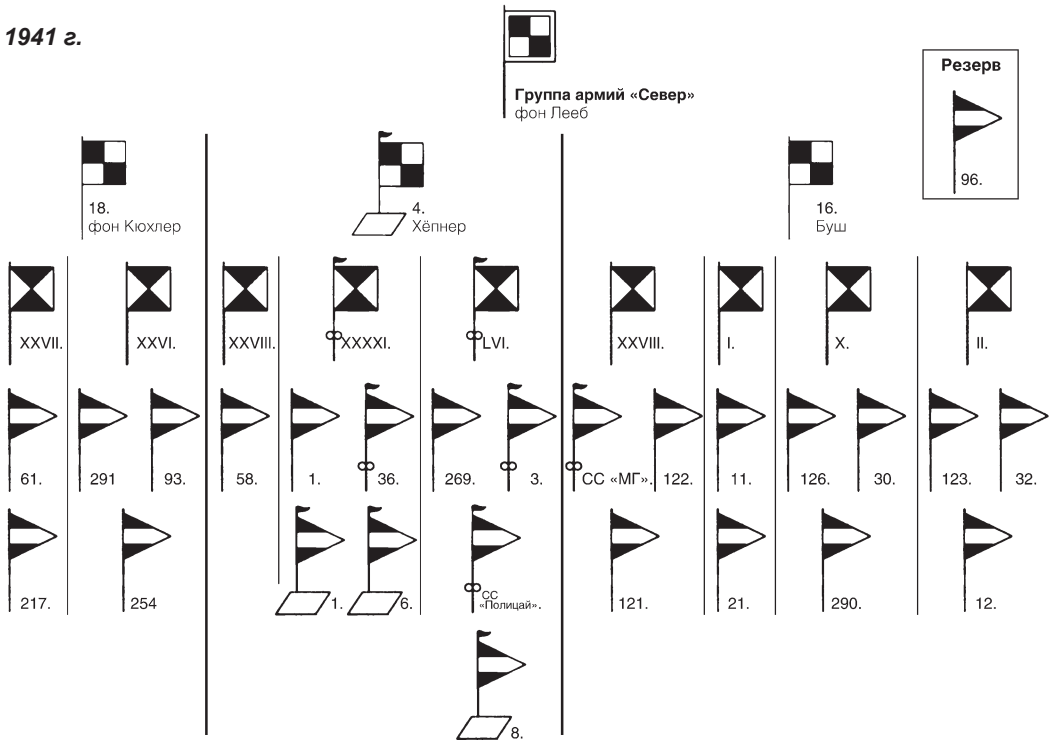 1941 г.
Группа армий «Север»
фон Лееб
Резерв
96.
18.
фон Кюхлер
4.
Хёпнер
16.
Буш
XXVII.
XXVI.
XXVIII.
XXXXI.
LVI.
XXVIII.
I.
X.
II.
61.
291
93.
58.
1.
36.
269.
3.
СС «МГ».
122.
11.
126.
30.
123.
32.
217.
254
1.
6.
СС
«Полицай».
121.
21.
290.
12.
8.